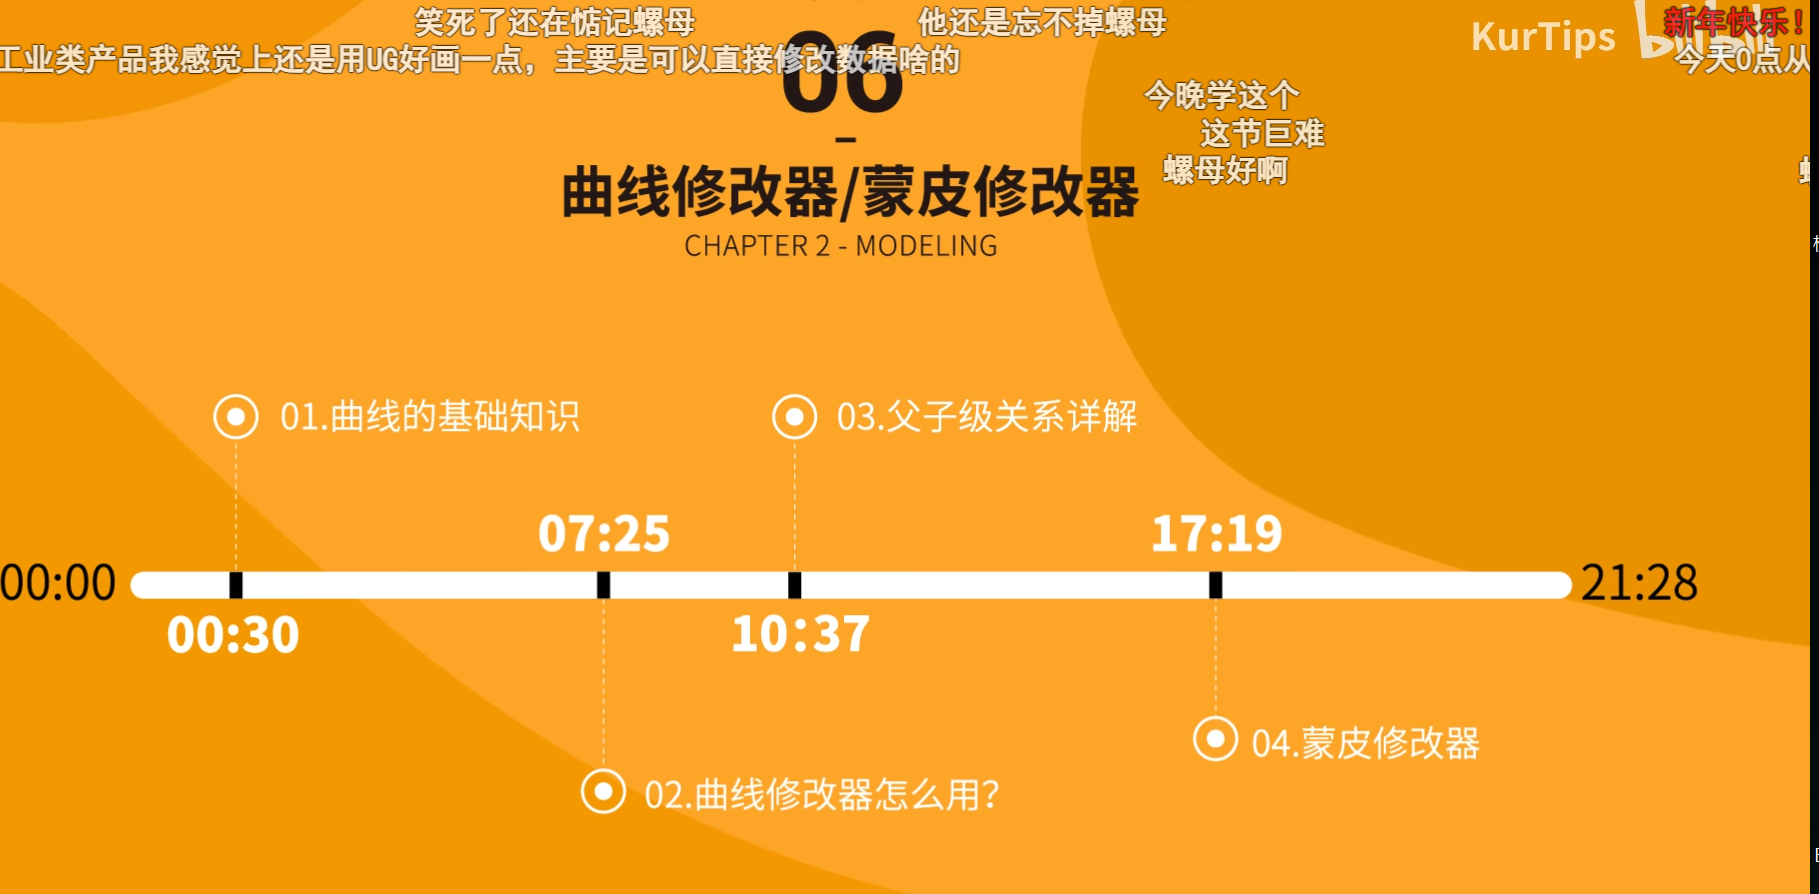 笑死了还在惦记螺母
他还是忘不掉螺母
新年快乐!
KurTips
bilibili
工业类产品我感觉上还是用UG好画一点，主要是可以直接修改数据啥的
今天0点从
06
今晚学这个
这节巨难
螺母好啊
曲线修改器/蒙皮修改器
CHAPTER 2 - MODELING
01.曲线的基础知识
03.父子级关系详解
07:25
17:19
00:00
21:28
00:30
10:37
04.蒙皮修改器
02.曲线修改器怎么用?